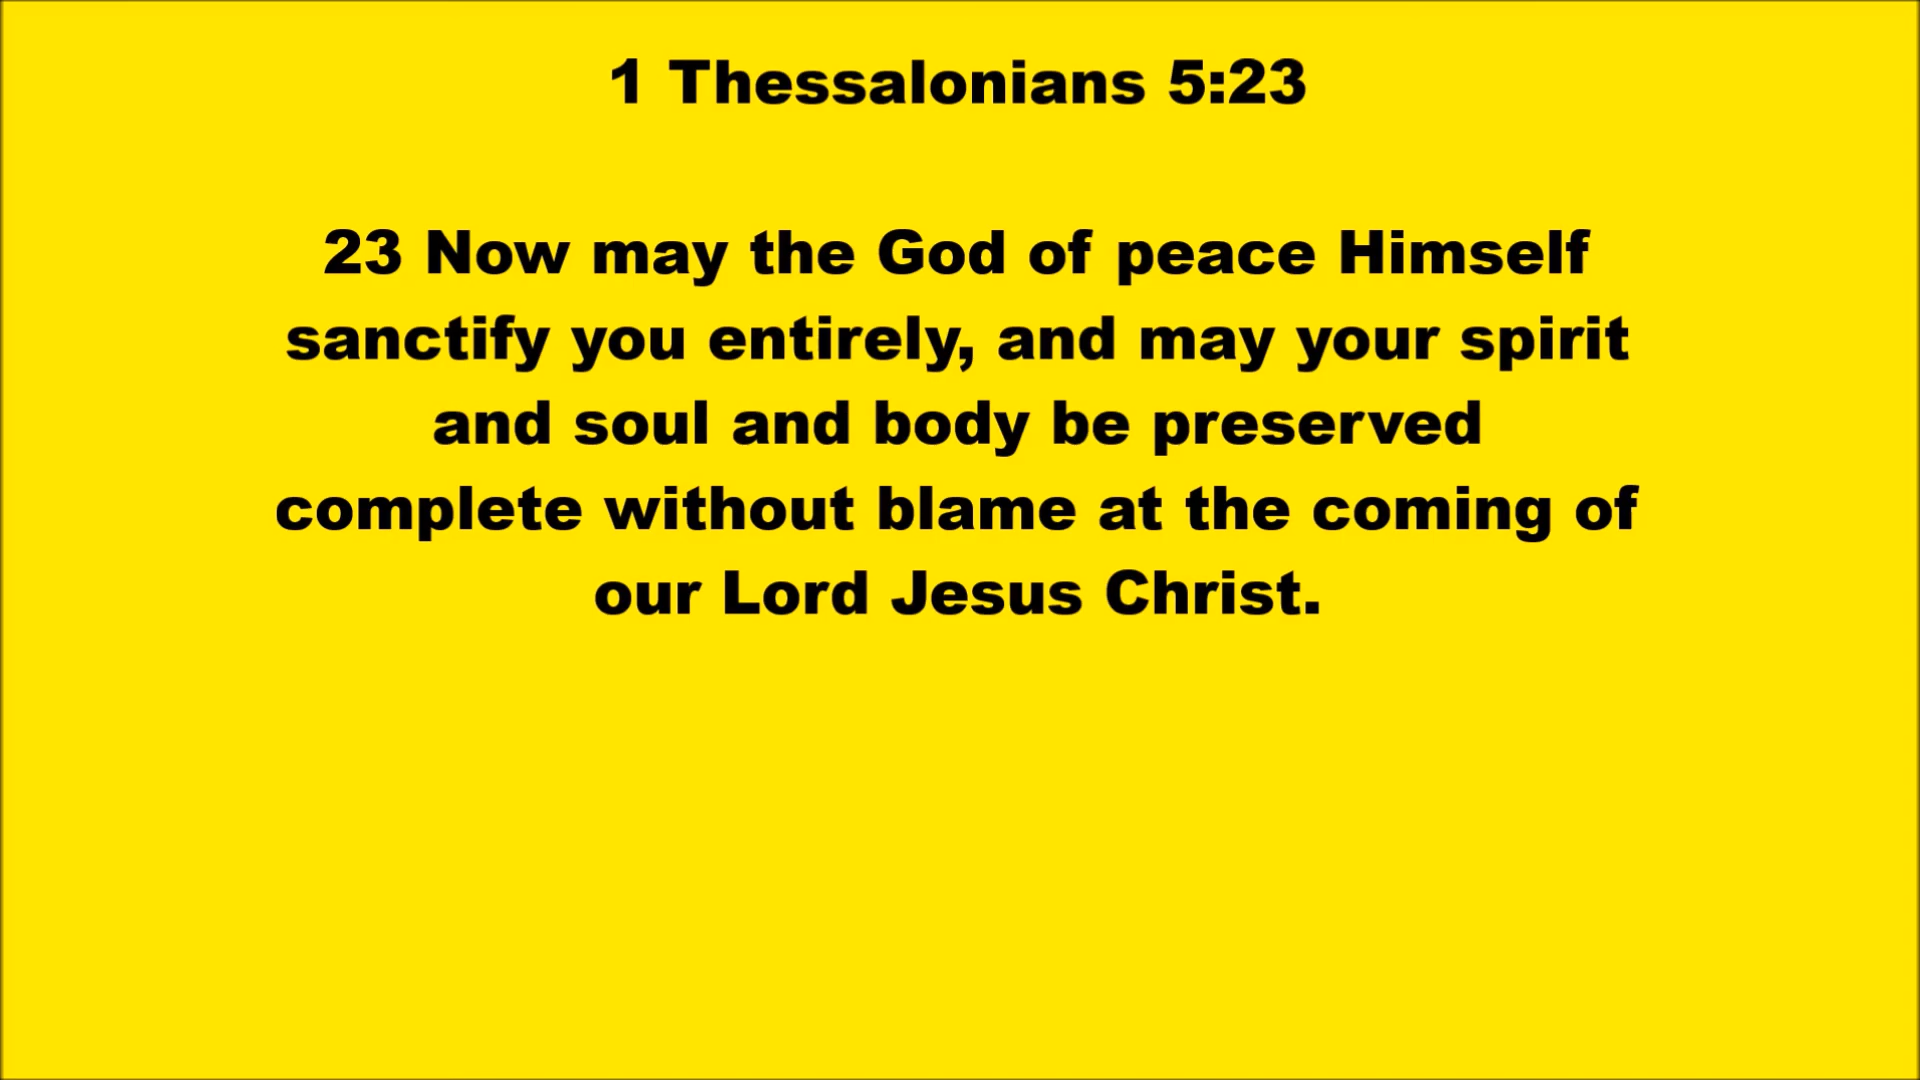 1 Thessalonians 5:23
23 Now may the God of peace Himself
sanctify you entirely, and may your spirit
and soul and body be preserved
complete without blame at the coming of
our Lord Jesus Christ.